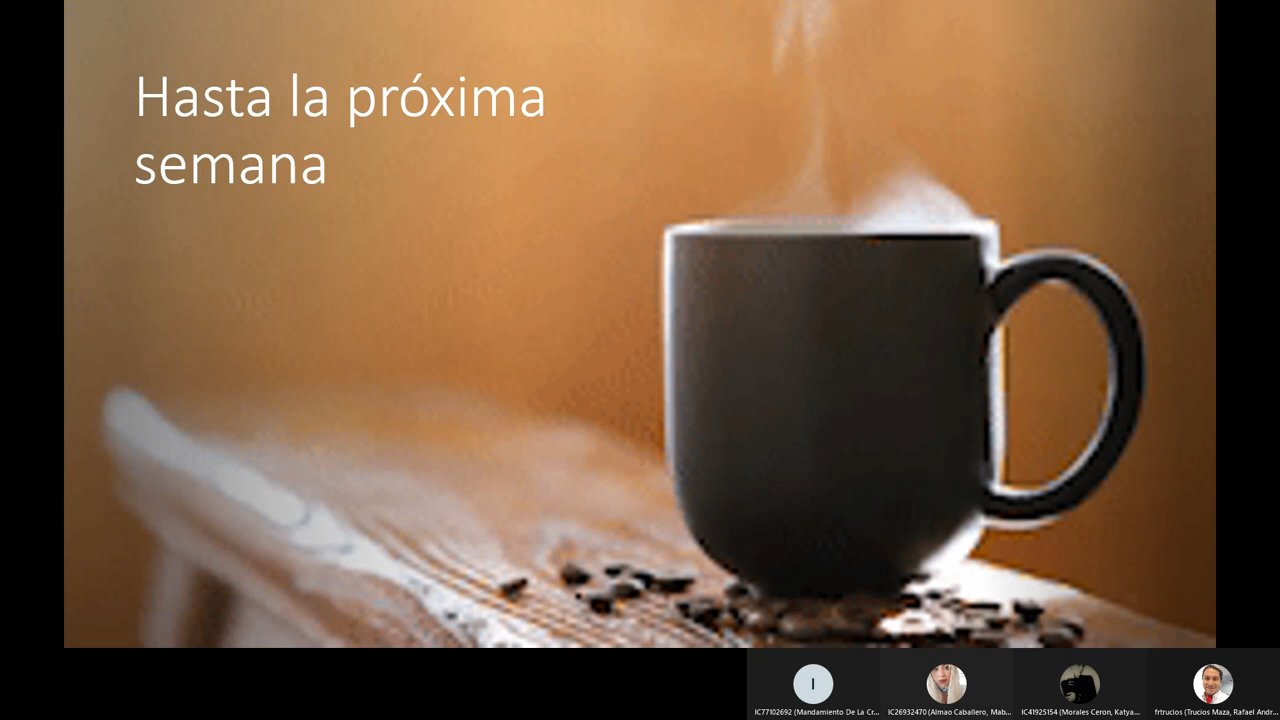 Hasta la próxima
semana
I
IC77102692 (Mandamiento De La Cr...
IC26932470 (Almao Caballero, Mab...
IC41925154 (Morales Ceron, Katya...
frtrucios (Trucios Maza, Rafael Andr...